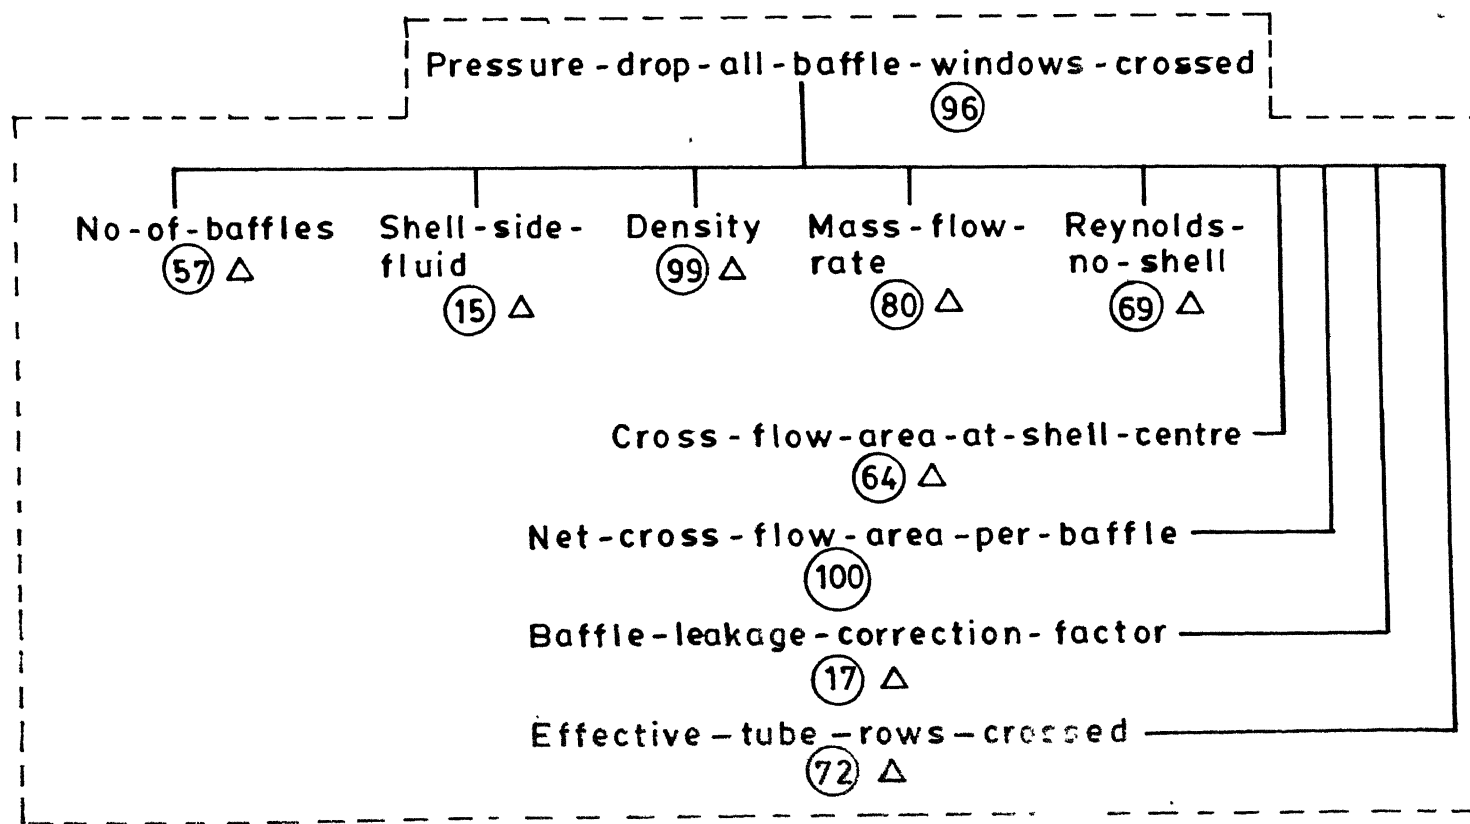 Pressure-drop-all-baffle-windows-crossed
96
No-of-baffles
57 Δ
Shell-side-
fluid
15 Δ
Density
99 Δ
Mass-flow-
rate
80 Δ
Reynolds-
no-shell
69 Δ
Cross-flow-area-at-shell-centre
64 Δ
Net-cross-flow-area-per-baffle
100
Baffle-leakage-correction-factor
17 Δ
Effective-tube-rows-crossed
72 Δ